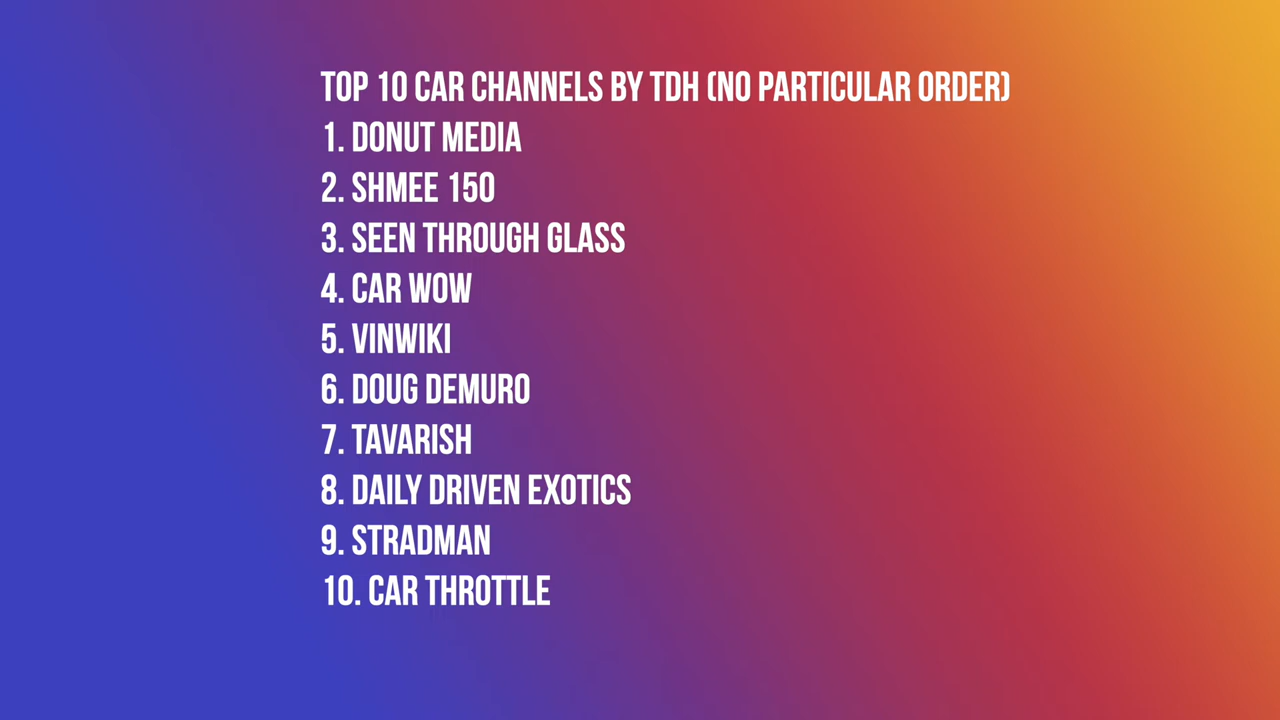 TOP 10 CAR CHANNELS BY TDH (NO PARTICULAR ORDER)
1. DONUT MEDIA
2. SHMEE 150
3. SEEN THROUGH GLASS
4. CAR WOW
5. VINWIKI
6. DOUG DEMURO
7. TAVARISH
8. DAILY DRIVEN EXOTICS
9. STRADMAN
10. CAR THROTTLE